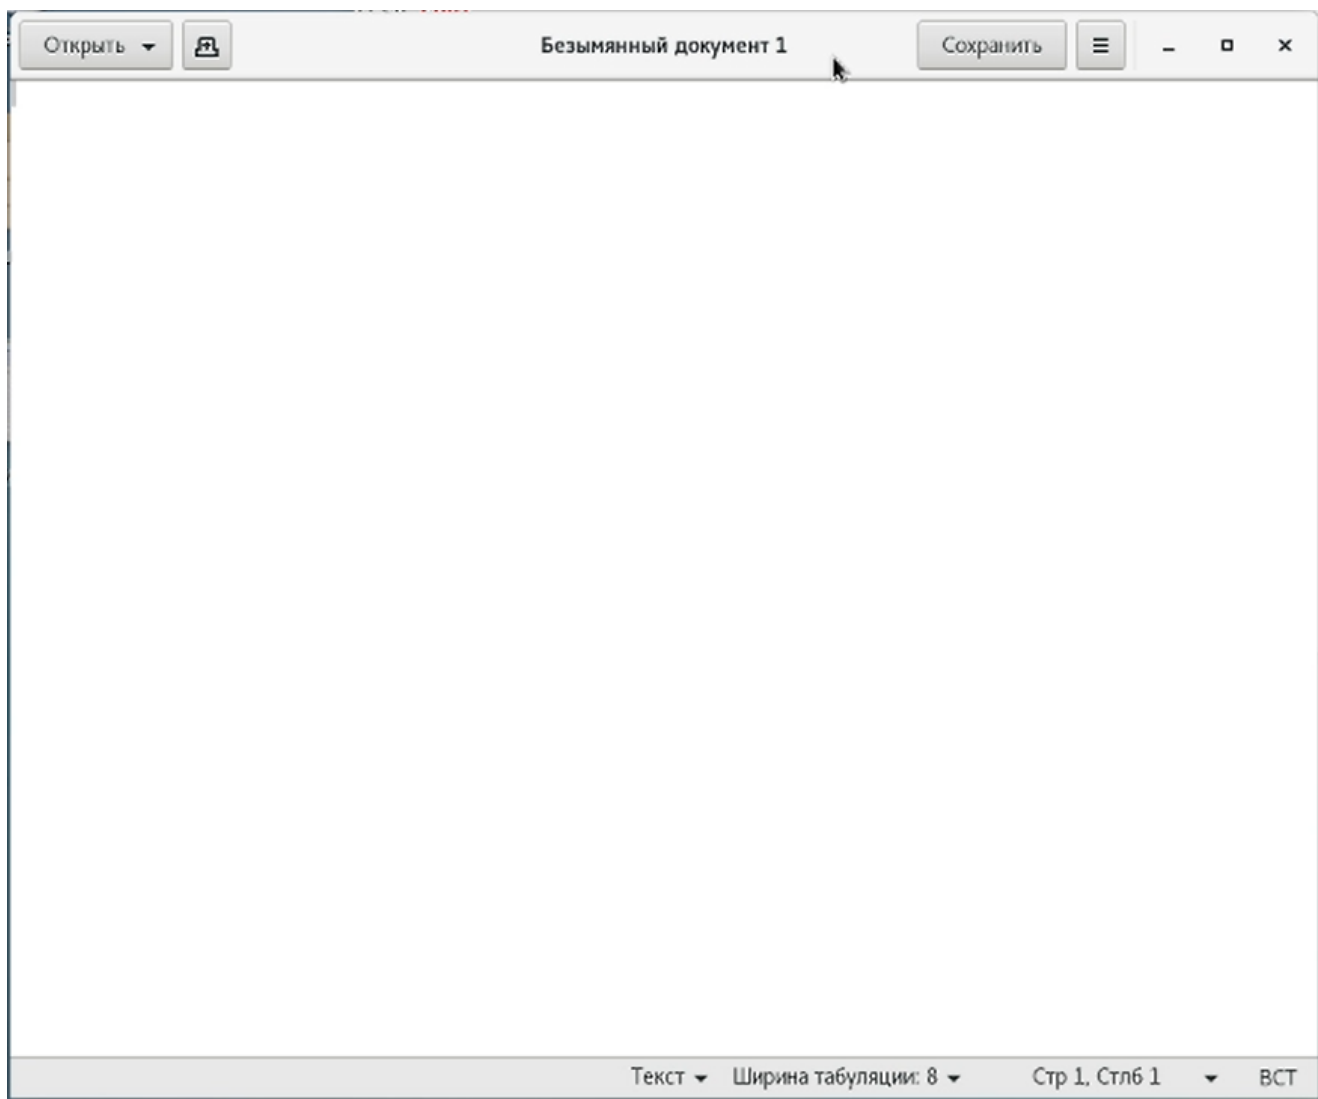 Открыть
Безымянный документ 1
Сохранить
Текст
Ширина табуляции: 8
Стр 1, Стлб 1
ВСТ